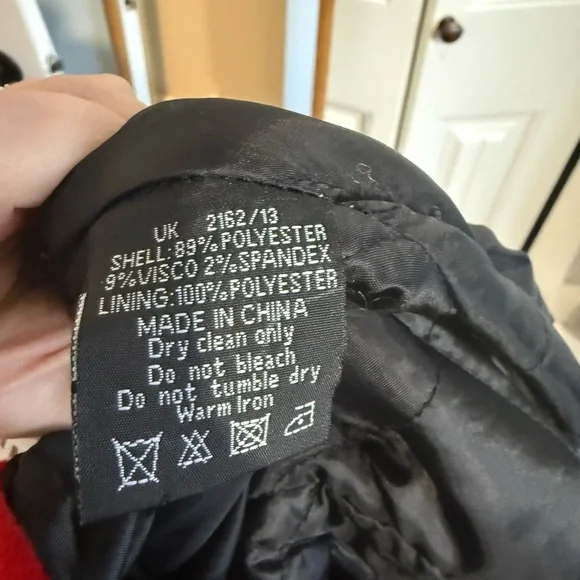 UK 2162/13
SHELL:89%POLYESTER
9%VISCO 2%SPANDEX
LINING:100%POLYESTER
MADE IN CHINA
Dry clean only
Do not bleach
Do not tumble dry
Warm Iron